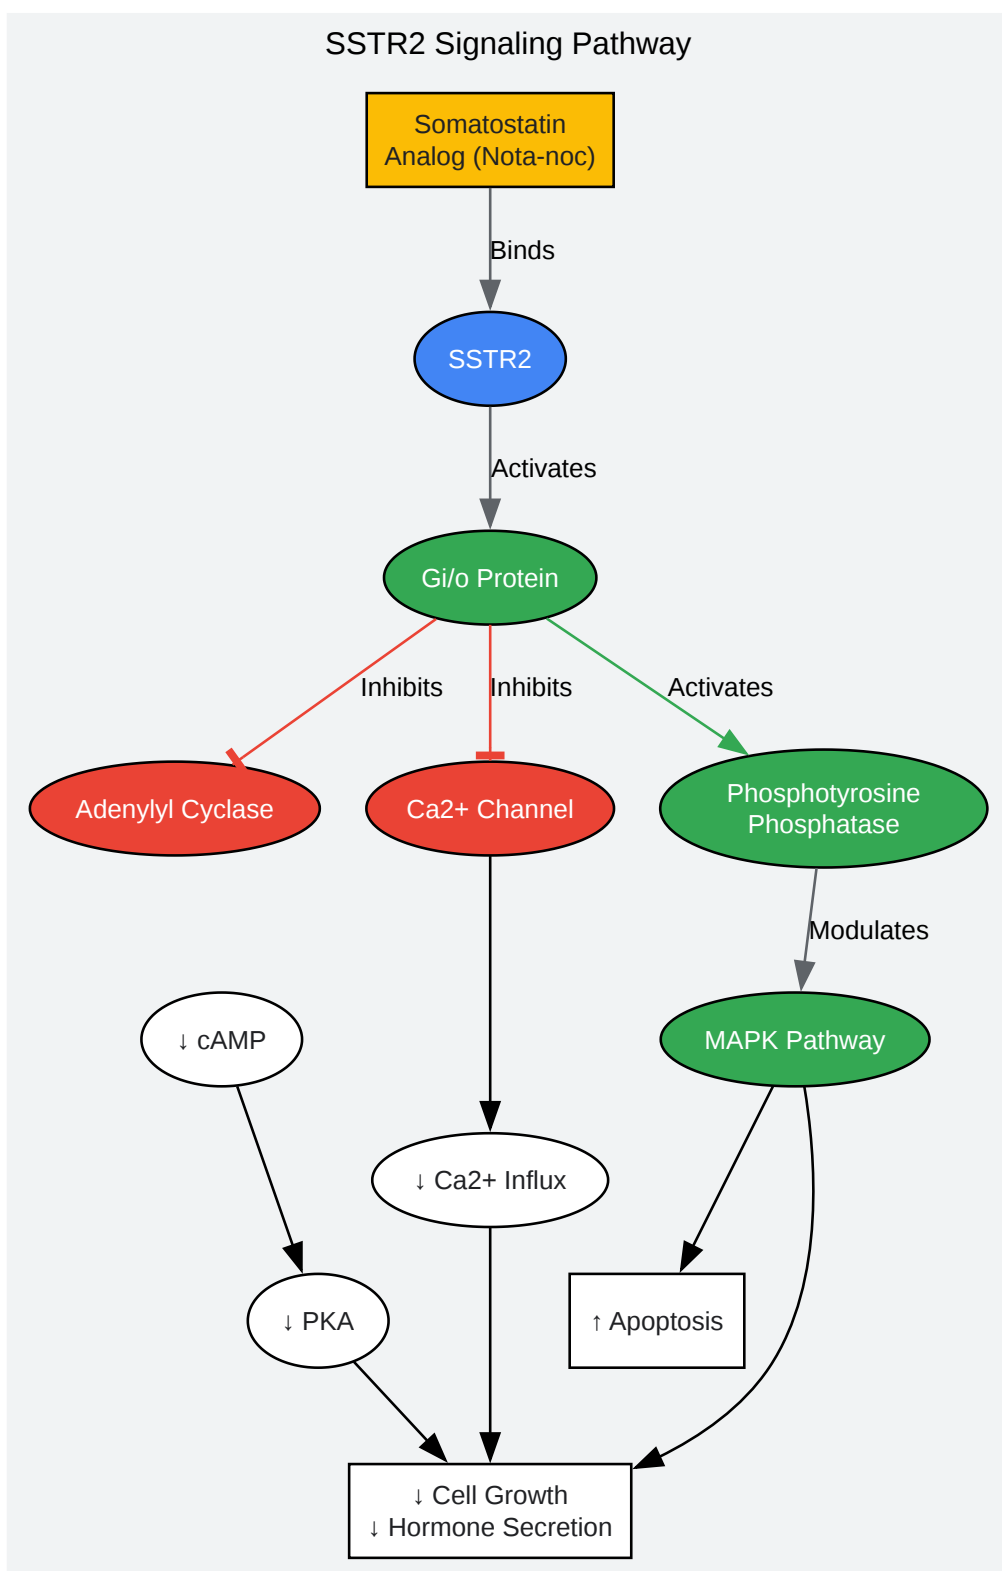 SSTR2 Signaling Pathway
Somatostatin
Analog (Nota-noc)
Binds
SSTR2
Activates
Gi/o Protein
Inhibits
Inhibits
Activates
Adenylyl Cyclase
Ca2+ Channel
Phosphotyrosine
Phosphatase
Modulates
↓ cAMP
MAPK Pathway
↓ Ca2+ Influx
↓ PKA
↑ Apoptosis
↓ Cell Growth
↓ Hormone Secretion